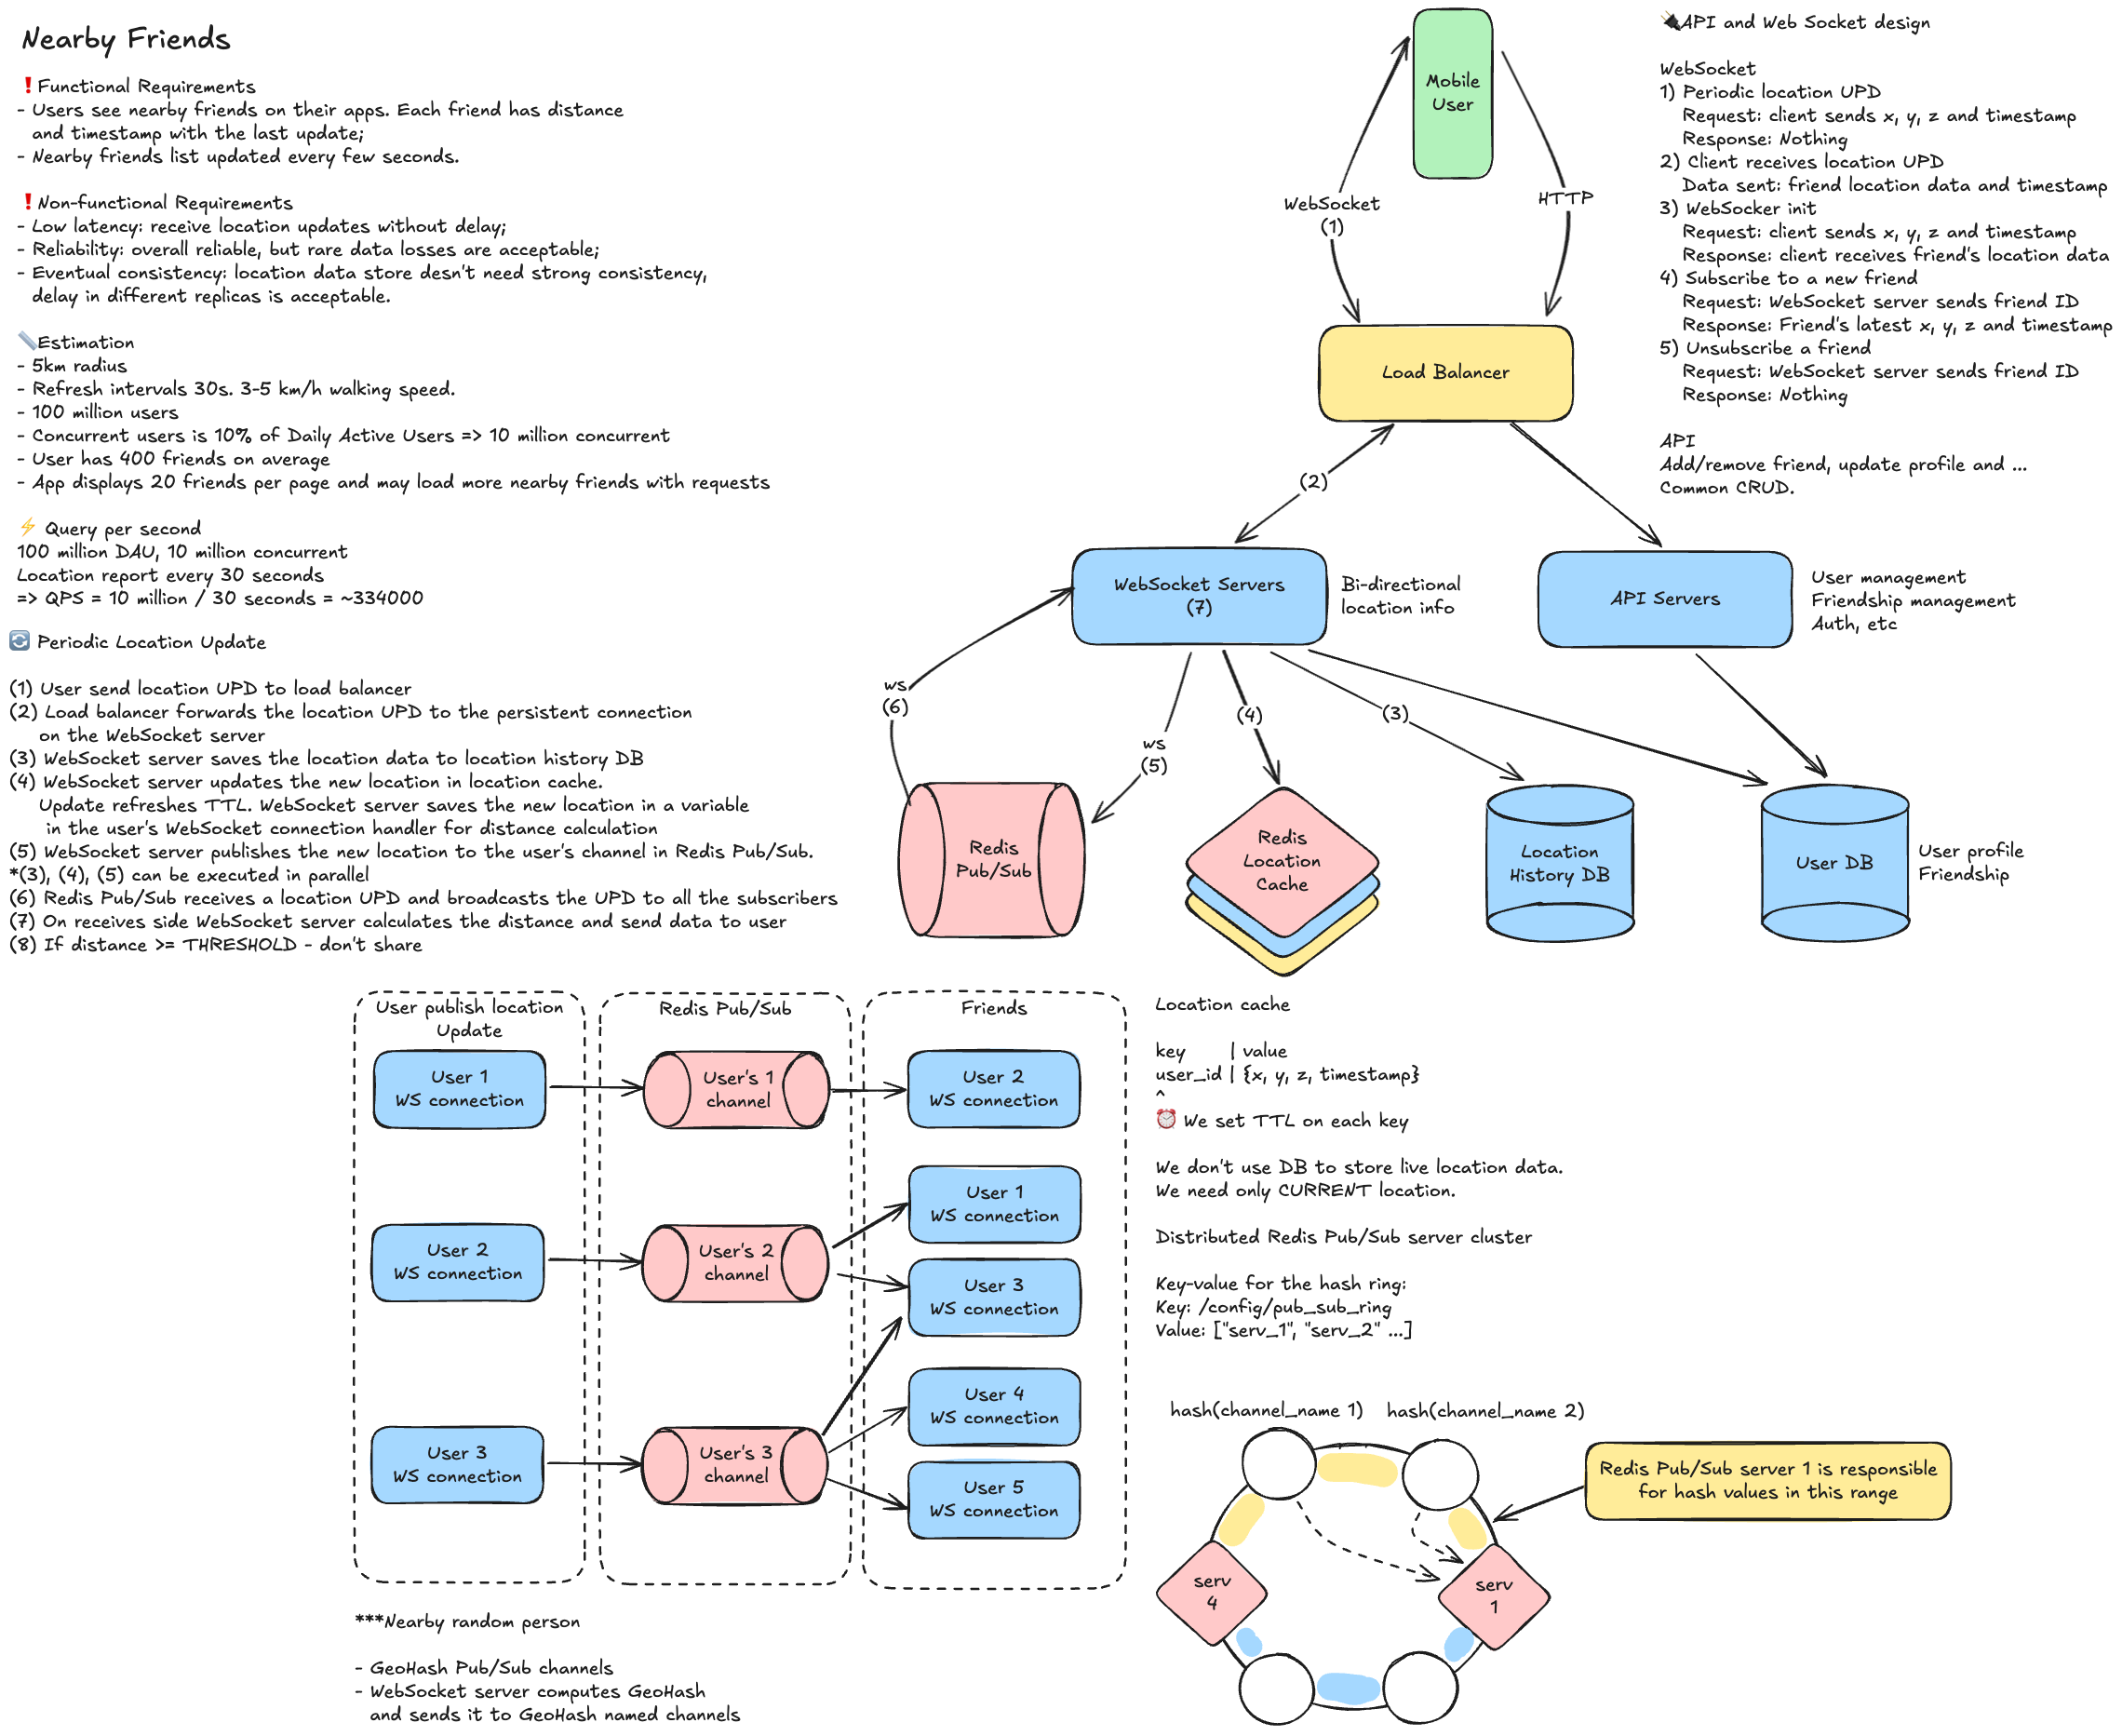 Nearby Friends
❗Functional Requirements
- Users see nearby friends on their apps. Each friend has distance
and timestamp with the last update;
- Nearby friends list updated every few seconds.
❗Non-functional Requirements
- Low latency: receive location updates without delay;
- Reliability: overall reliable, but rare data losses are acceptable;
- Eventual consistency: location data store desn't need strong consistency,
delay in different replicas is acceptable.
📏Estimation
- 5km radius
- Refresh intervals 30s. 3-5 km/h walking speed.
- 100 million users
- Concurrent users is 10% of Daily Active Users => 10 million concurrent
- User has 400 friends on average
- App displays 20 friends per page and may load more nearby friends with requests
⚡ Query per second
100 million DAU, 10 million concurrent
Location report every 30 seconds
=> QPS = 10 million / 30 seconds = ~334000
🔄 Periodic Location Update
(1) User send location UPD to load balancer
(2) Load balancer forwards the location UPD to the persistent connection
on the WebSocket server
(3) WebSocket server saves the location data to location history DB
(4) WebSocket server updates the new location in location cache.
Update refreshes TTL. WebSocket server saves the new location in a variable
in the user's WebSocket connection handler for distance calculation
(5) WebSocket server publishes the new location to the user's channel in Redis Pub/Sub.
*(3), (4), (5) can be executed in parallel
(6) Redis Pub/Sub receives a location UPD and broadcasts the UPD to all the subscribers
(7) On receives side WebSocket server calculates the distance and send data to user
(8) If distance >= THRESHOLD - don't share
Mobile
User
WebSocket
(1)
HTTP
Load Balancer
(2)
WebSocket Servers
(7)
Bi-directional
location info
API Servers
User management
Friendship management
Auth, etc
ws
(6)
ws
(5)
(4)
(3)
Redis
Pub/Sub
Redis
Location
Cache
Location
History DB
User DB
User profile
Friendship
🔌API and Web Socket design
WebSocket
1) Periodic location UPD
Request: client sends x, y, z and timestamp
Response: Nothing
2) Client receives location UPD
Data sent: friend location data and timestamp
3) WebSocker init
Request: client sends x, y, z and timestamp
Response: client receives friend's location data
4) Subscribe to a new friend
Request: WebSocket server sends friend ID
Response: Friend's latest x, y, z and timestamp
5) Unsubscribe a friend
Request: WebSocket server sends friend ID
Response: Nothing
API
Add/remove friend, update profile and ...
Common CRUD.
User publish location
Update
User 1
WS connection
User 2
WS connection
User 3
WS connection
Redis Pub/Sub
User's 1
channel
User's 2
channel
User's 3
channel
Friends
User 2
WS connection
User 1
WS connection
User 3
WS connection
User 4
WS connection
User 5
WS connection
***Nearby random person
- GeoHash Pub/Sub channels
- WebSocket server computes GeoHash
and sends it to GeoHash named channels
Location cache
key | value
user_id | {x, y, z, timestamp}
^
⏰ We set TTL on each key
We don't use DB to store live location data.
We need only CURRENT location.
Distributed Redis Pub/Sub server cluster
Key-value for the hash ring:
Key: /config/pub_sub_ring
Value: ["serv_1", "serv_2" ...]
hash(channel_name 1)
hash(channel_name 2)
Redis Pub/Sub server 1 is responsible
for hash values in this range
serv
4
serv
1